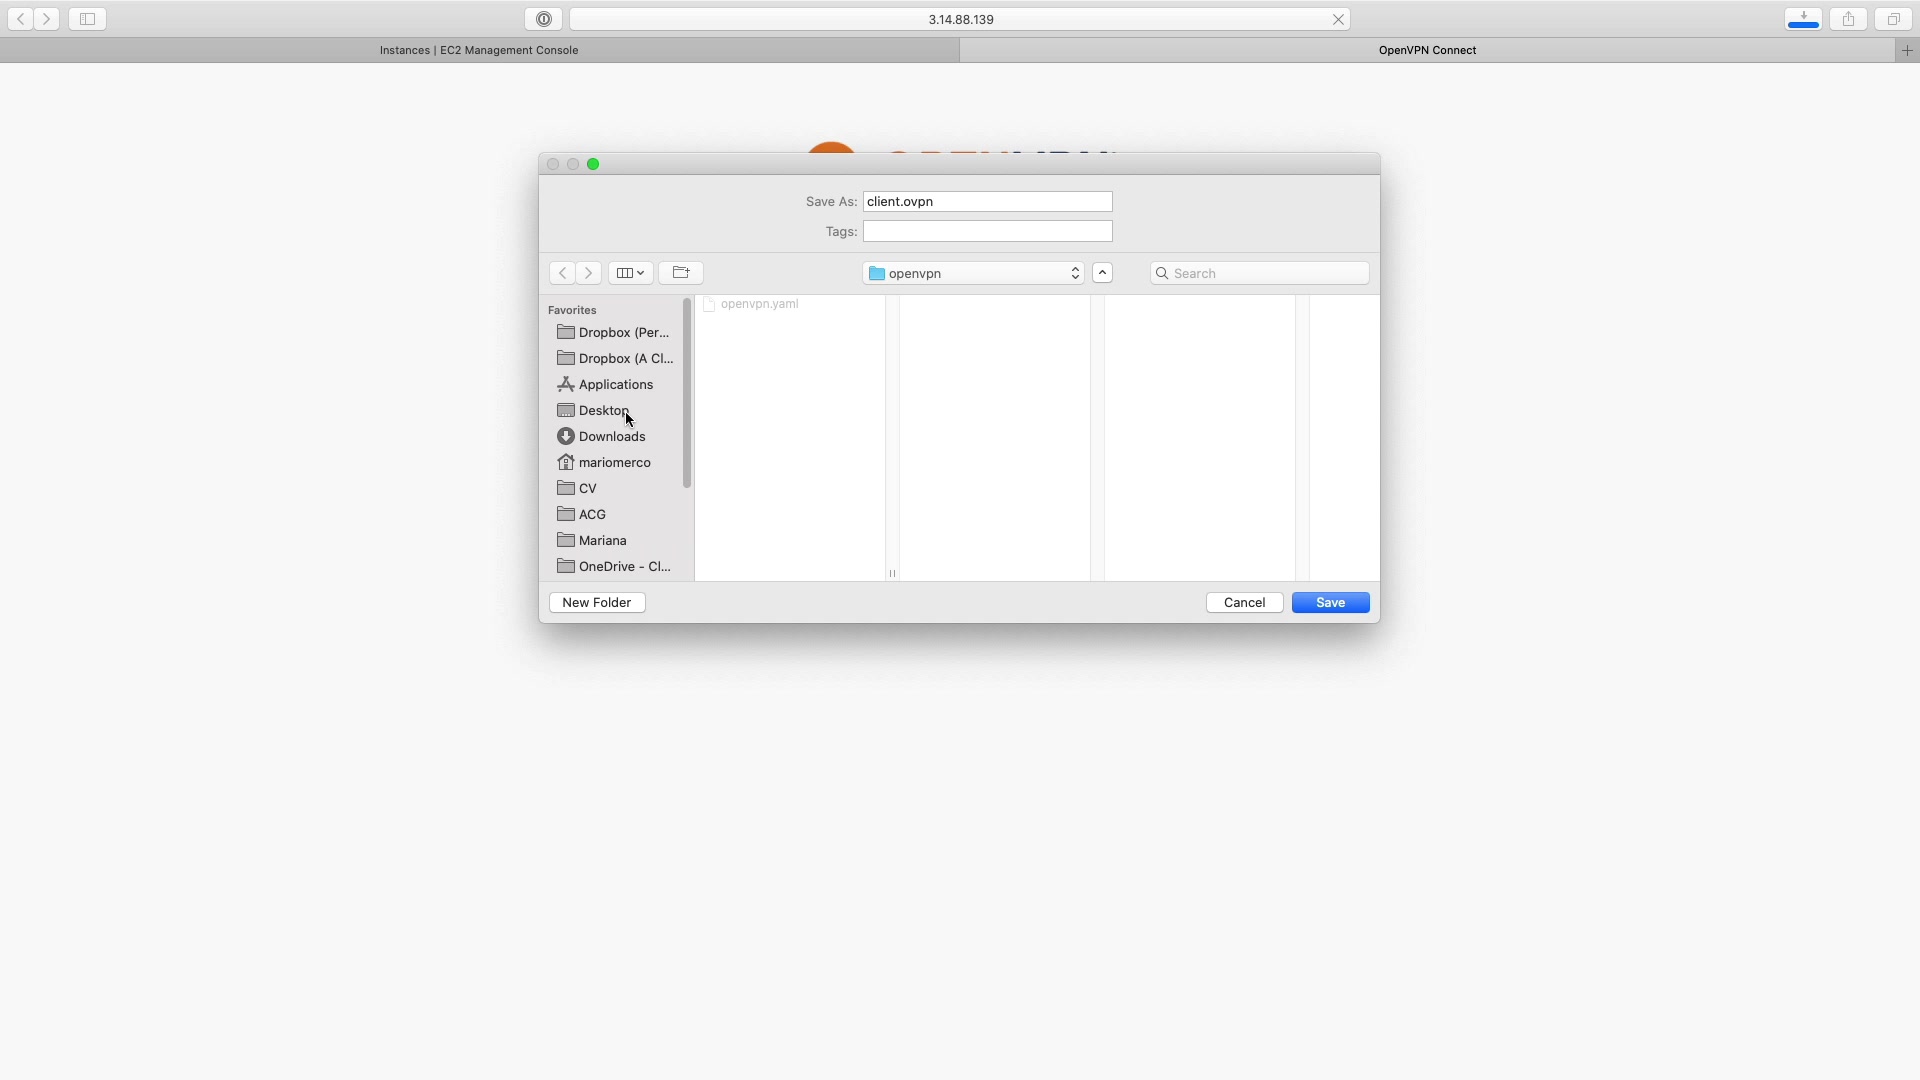 3.14.88.139
Instances | EC2 Management Console
OpenVPN Connect
Save As: client.ovpn
Tags:
openvpn
Search
Favorites
openvpn.yaml
Dropbox (Per...
Dropbox (A Cl...
Applications
Desktop
Downloads
mariomerco
CV
ACG
Mariana
OneDrive - Cl...
New Folder
Cancel
Save